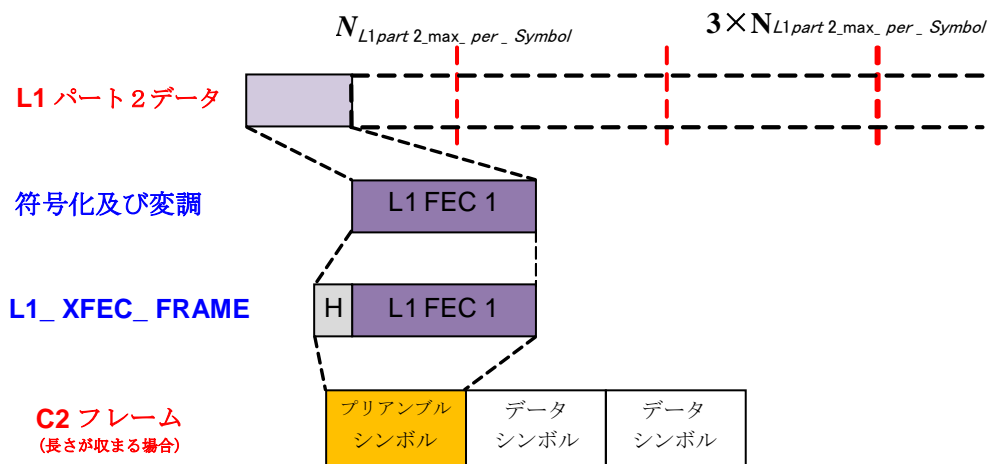 N L1part 2_max_ per _ Symbol
3×N L1part 2_max_ per _ Symbol
L1 パート２データ
符号化及び変調
L1 FEC 1
L1_ XFEC_ FRAME
H
L1 FEC 1
C2 フレーム
(長さが収まる場合)
プリアンブル
シンボル
データ
シンボル
データ
シンボル